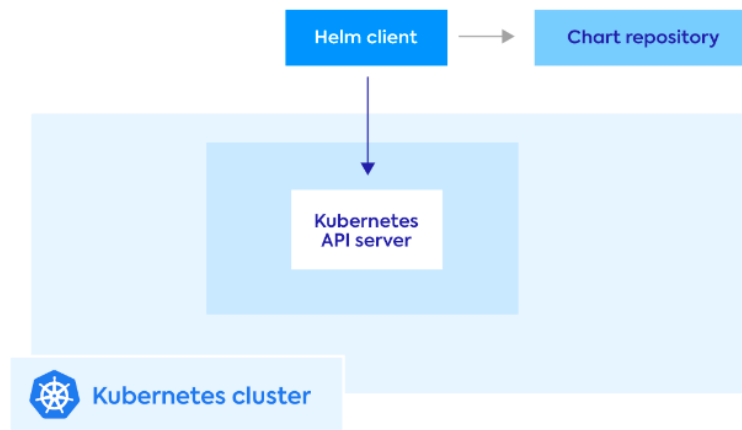 Helm client
Chart repository
Kubernetes
API server
Kubernetes cluster